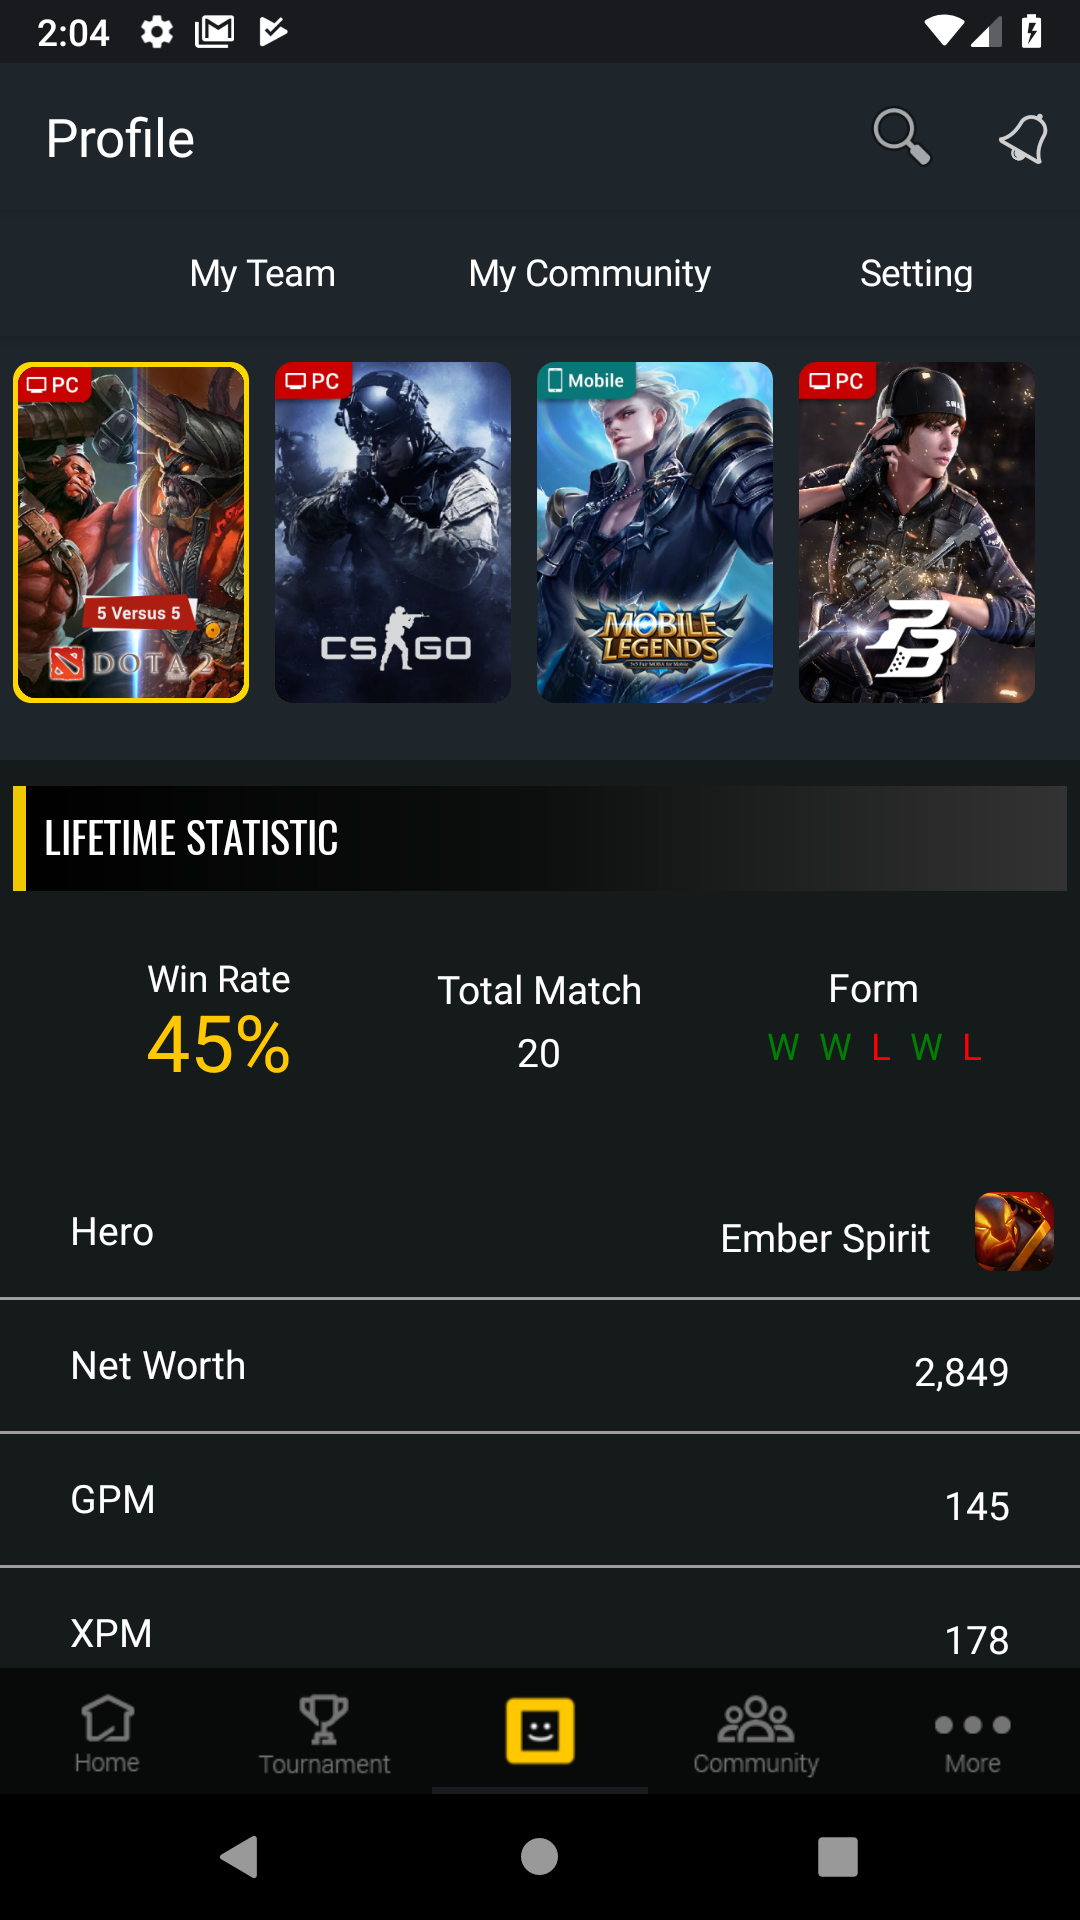 2:04
Profile
My Team
My Community
Setting
PC
5 Versus 5
DOTA 2
PC
CS GO
Mobile
MOBILE
LEGENDS
PC
PB
LIFETIME STATISTIC
Win Rate
45%
Total Match
20
Form
W W L W L
Hero
Ember Spirit
Net Worth
2,849
GPM
145
XPM
178
Home
Tournament
Community
More